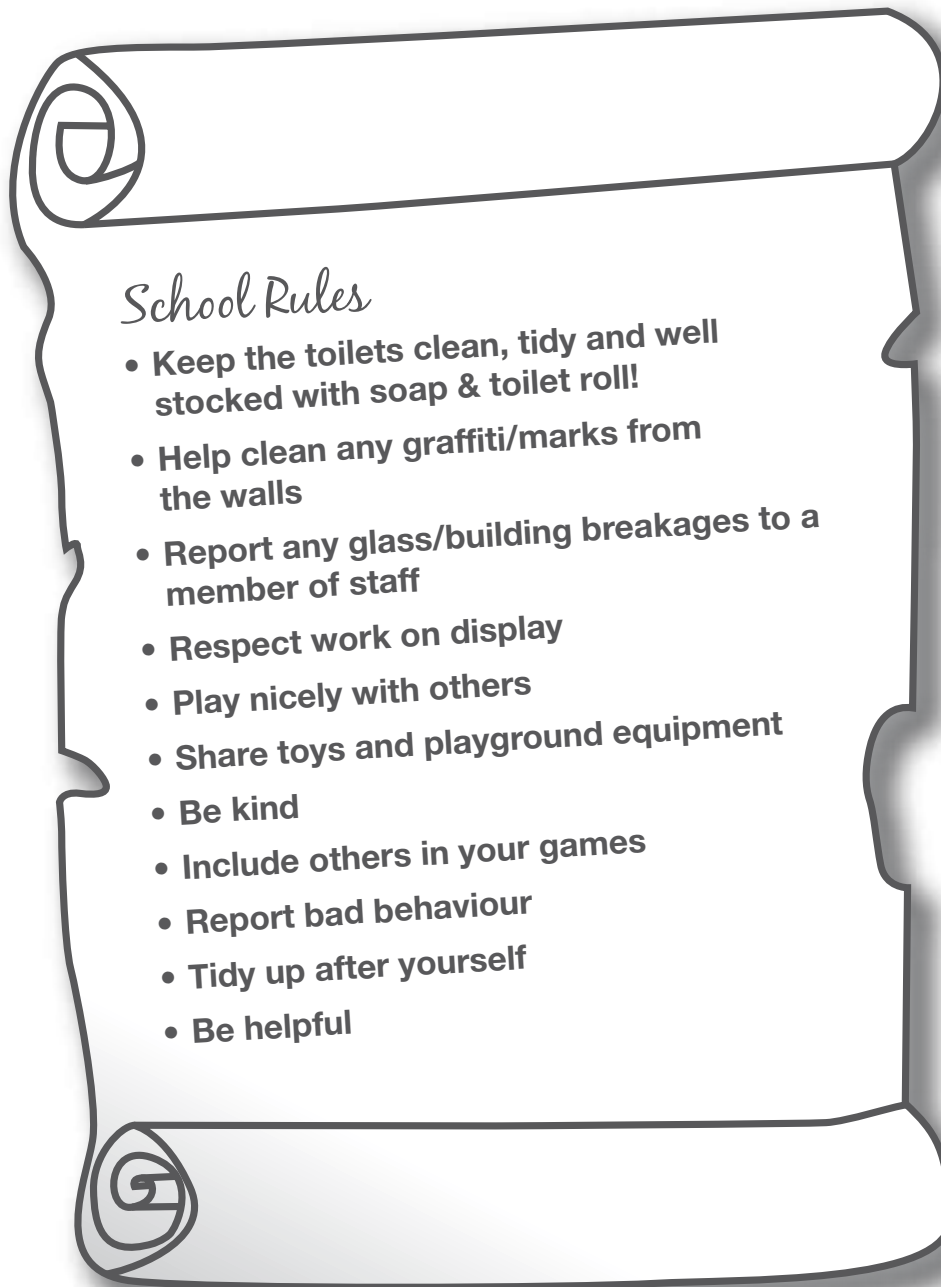 School Rules
• Keep the toilets clean, tidy and well
stocked with soap & toilet roll!
• Help clean any graffiti/marks from
the walls
• Report any glass/building breakages to a
member of staff
• Respect work on display
• Play nicely with others
• Share toys and playground equipment
• Be kind
• Include others in your games
• Report bad behaviour
• Tidy up after yourself
• Be helpful